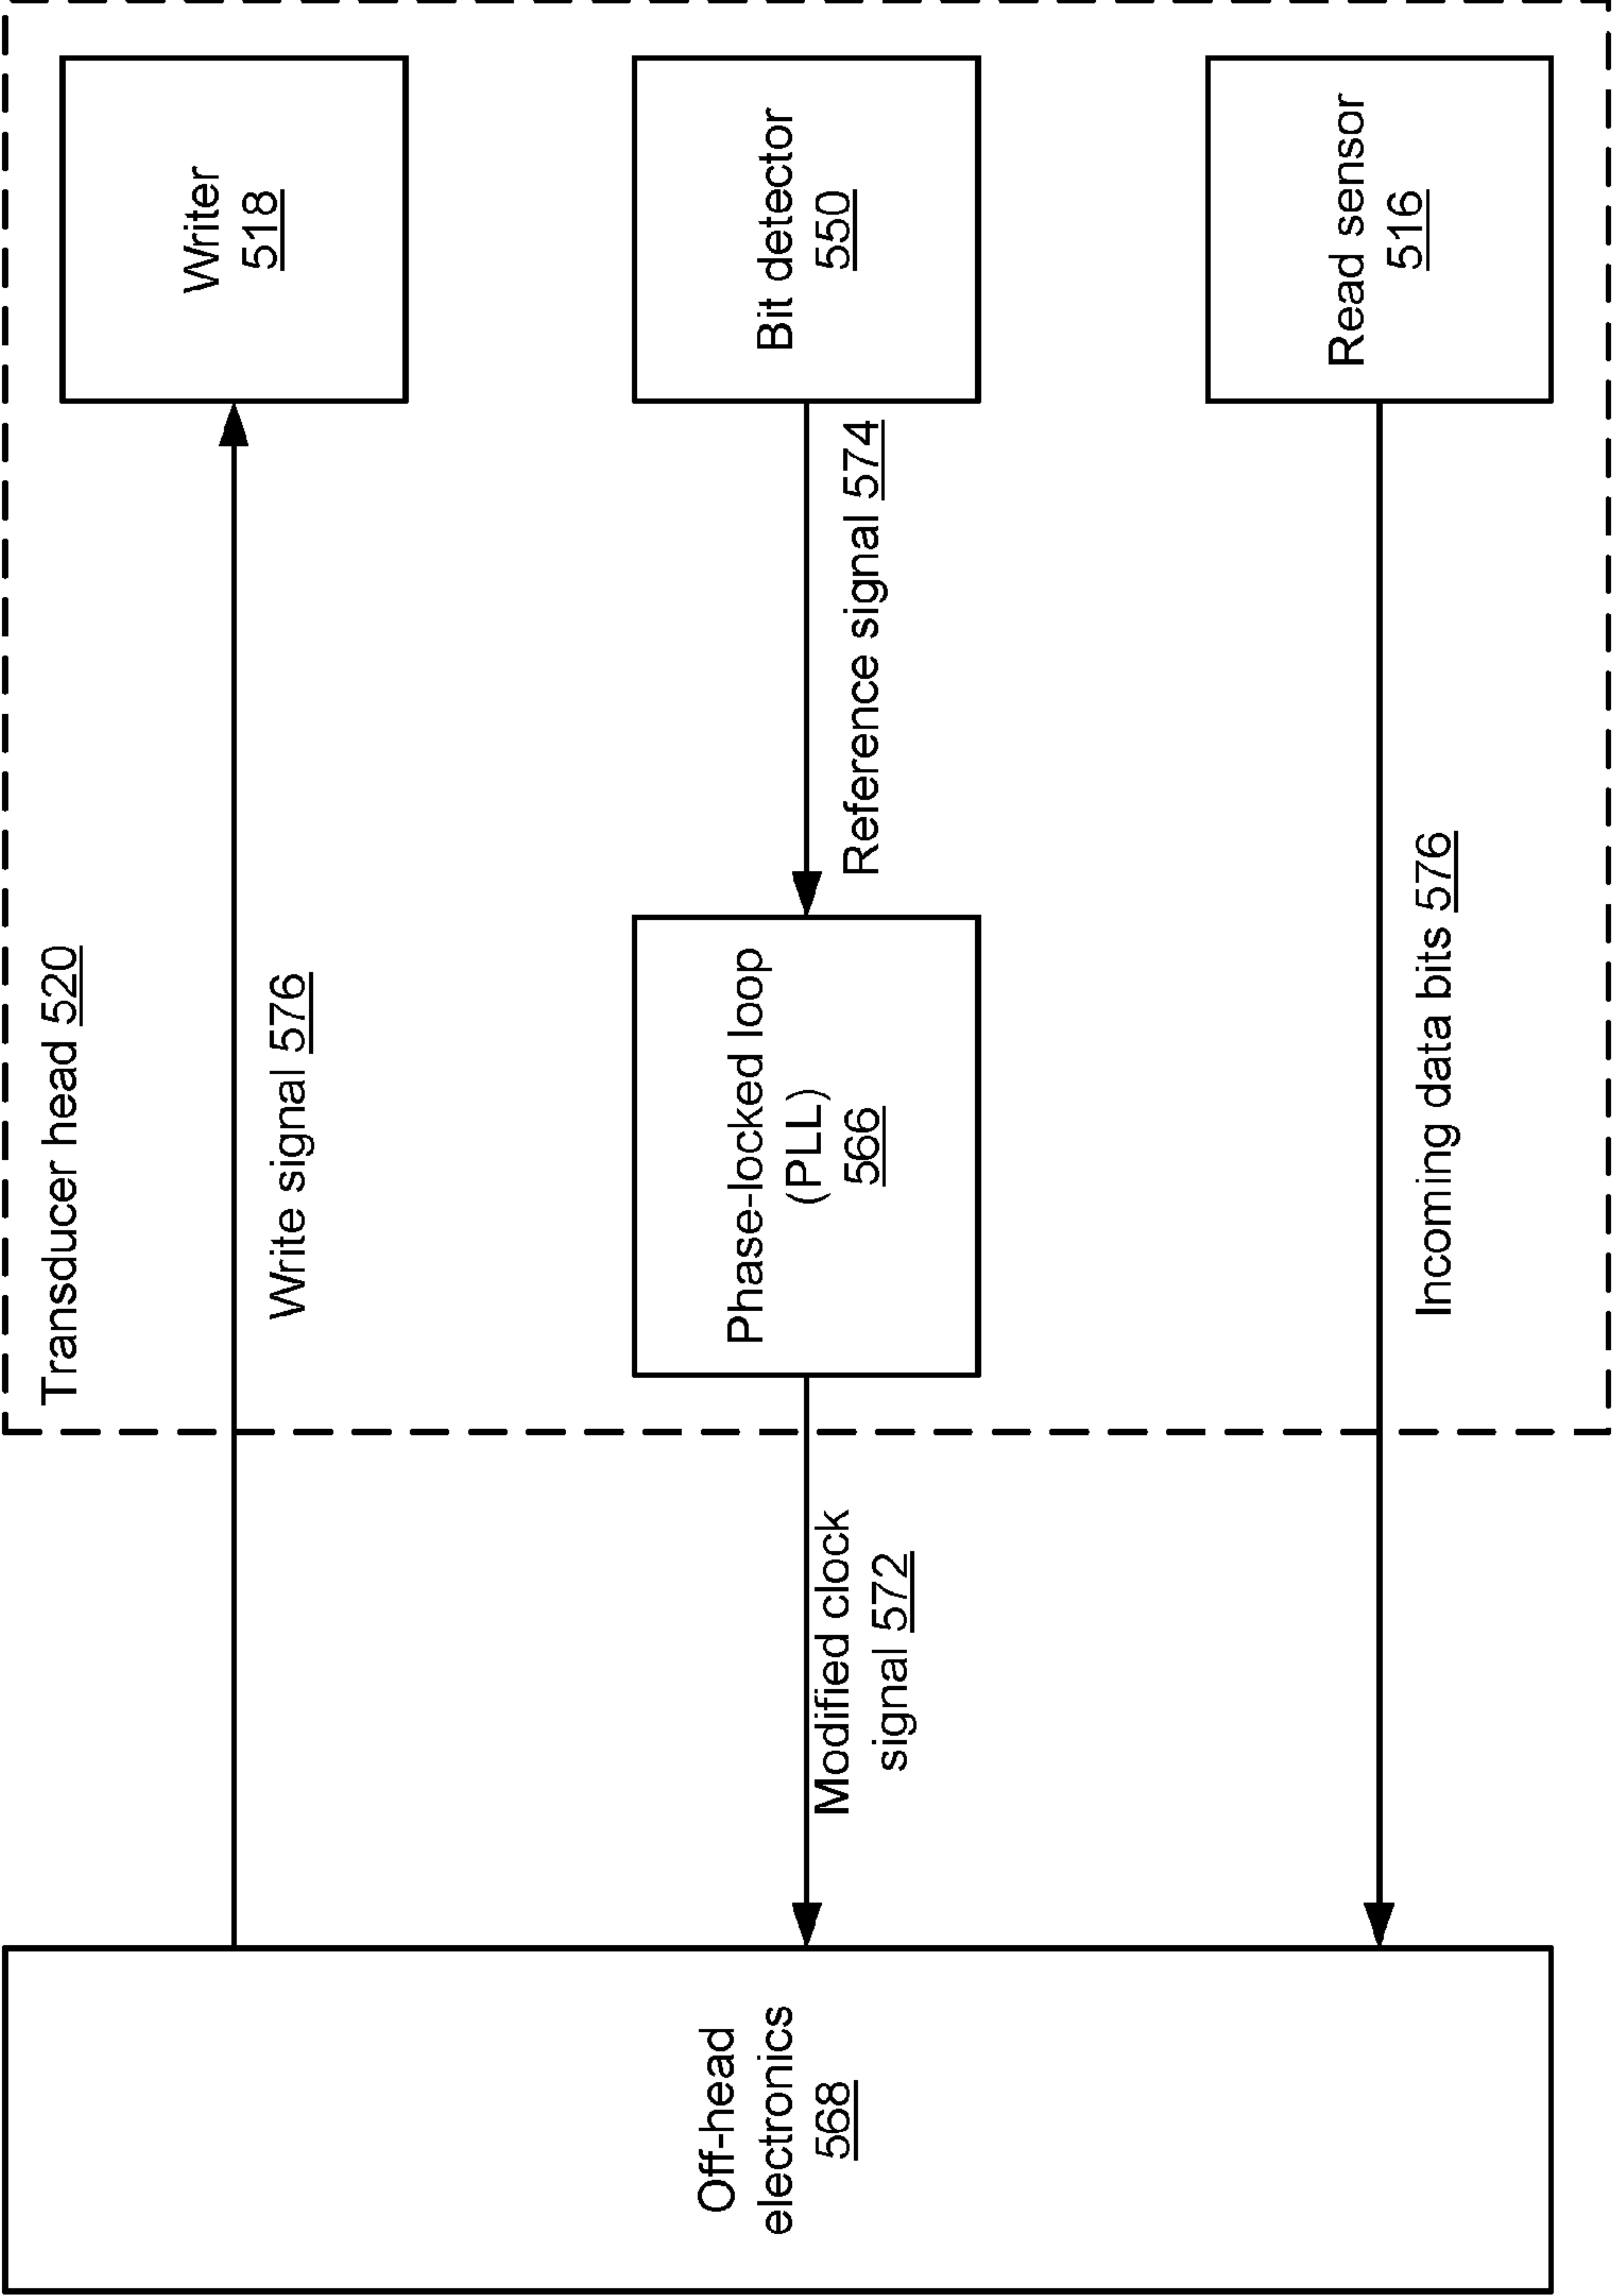 Transducer head 520
Writer
518
Write signal 576
Off-head
electronics
568
Modified clock
signal 572
Phase-locked loop
(PLL)
566
Reference signal 574
Bit detector
550
Incoming data bits 576
Read sensor
516